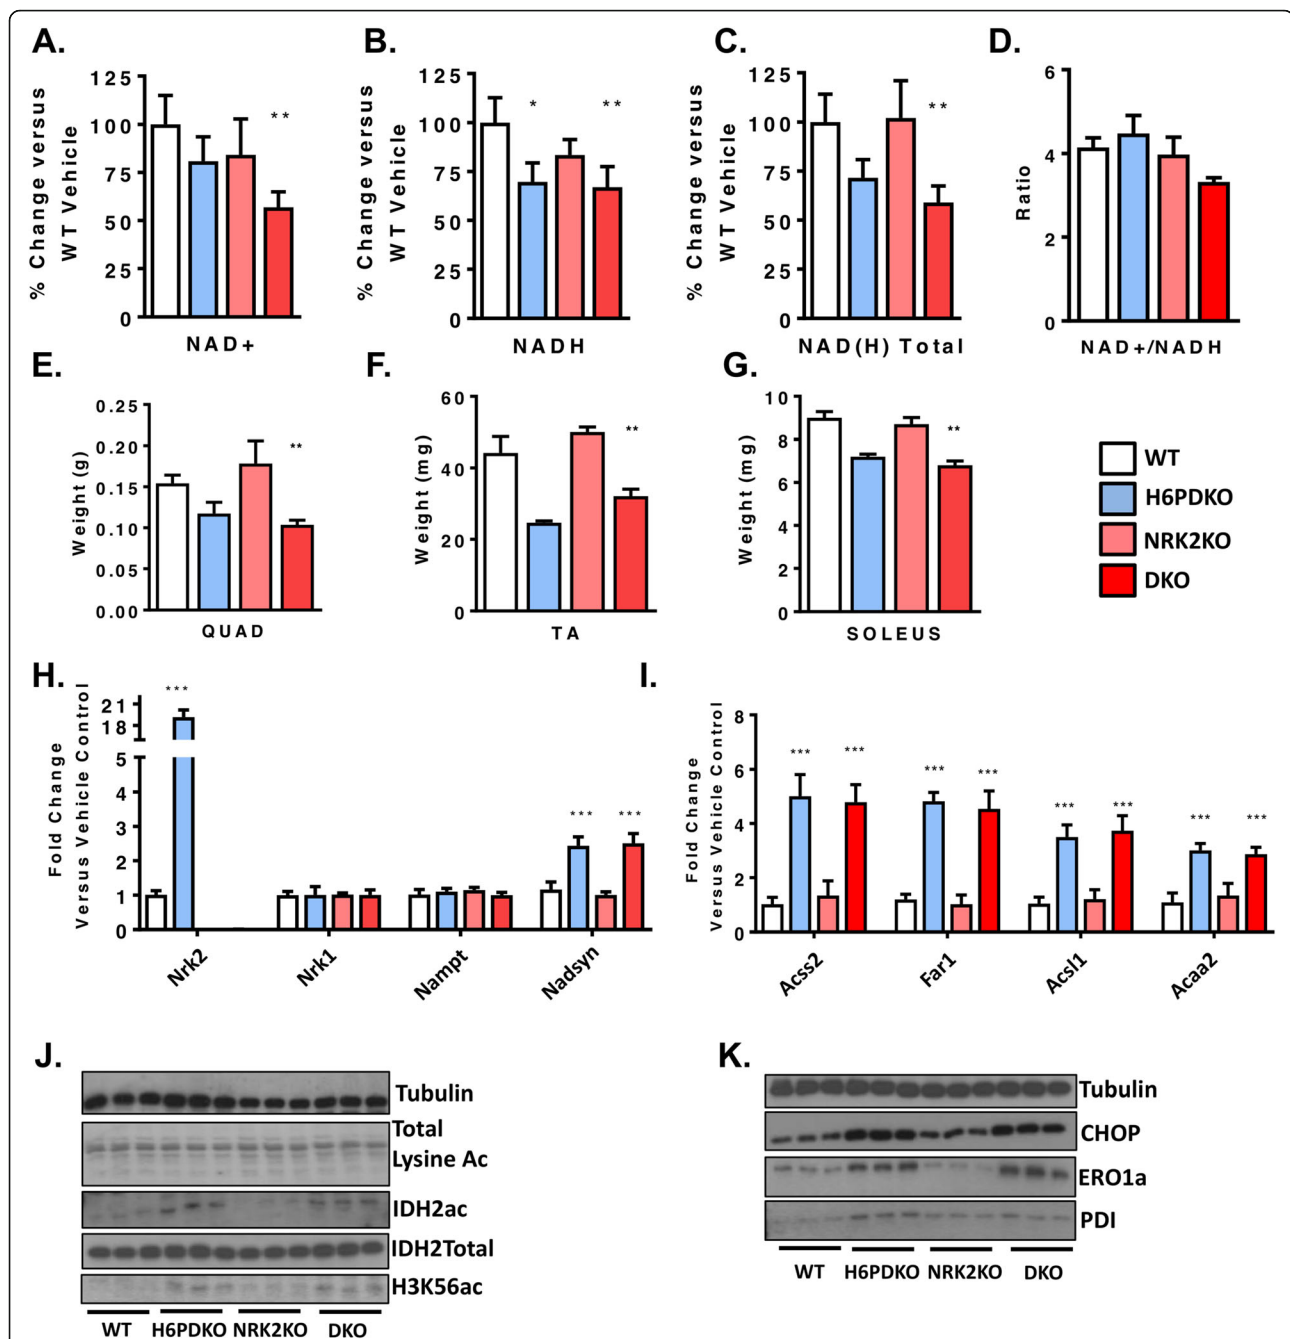 A.
% Change versus
WT Vehicle
125
100
75
50
25
0
**
NAD+
B.
% Change versus
WT Vehicle
125
100
75
50
25
0
*
**
NADH
C.
% Change versus
WT Vehicle
125
100
75
50
25
0
**
NAD(H) Total
D.
Ratio
6
4
2
0
NAD+/NADH
E.
Weight (g)
0.25
0.20
0.15
0.10
0.05
0.00
**
QUAD
F.
Weight (mg)
60
40
20
0
**
TA
G.
Weight (mg)
10
8
6
4
2
0
**
SOLEUS
WT
H6PDKO
NRK2KO
DKO
H.
Fold Change
Versus Vehicle Control
21
18
5
4
3
2
1
0
***
***
***
Nrk2
Nrk1
Nampt
Nadsyn
I.
Fold Change
Versus Vehicle Control
8
6
4
2
0
***
***
***
***
***
***
***
***
Acss2
Far1
Acsl1
Acaa2
J.
Tubulin
Total
Lysine Ac
IDH2ac
IDH2Total
H3K56ac
WT H6PDKO NRK2KO DKO
K.
Tubulin
CHOP
ERO1a
PDI
WT H6PDKO NRK2KO DKO